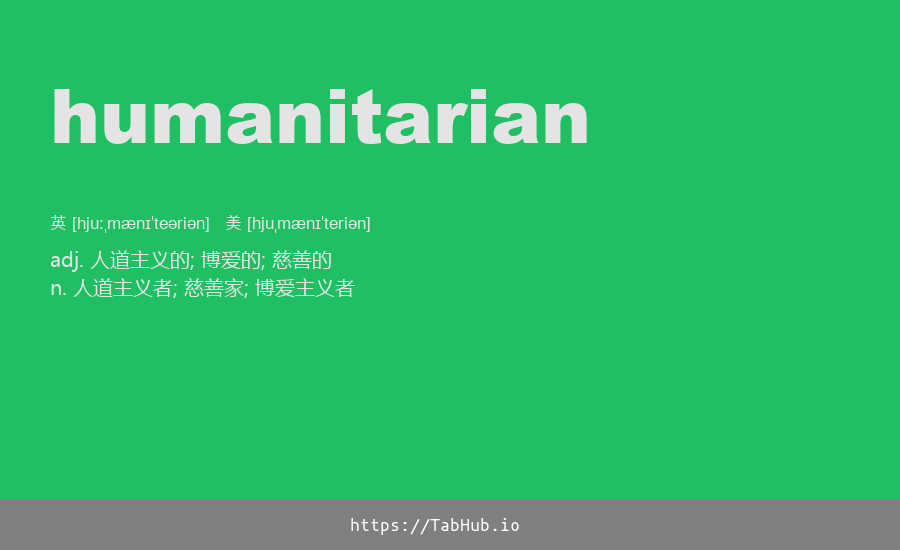 humanitarian
英 [hjuːˌmænɪˈteəriən] 美 [hjuˌmænɪˈteriən]
adj. 人道主义的; 博爱的; 慈善的
n. 人道主义者; 慈善家; 博爱主义者
https://TabHub.io